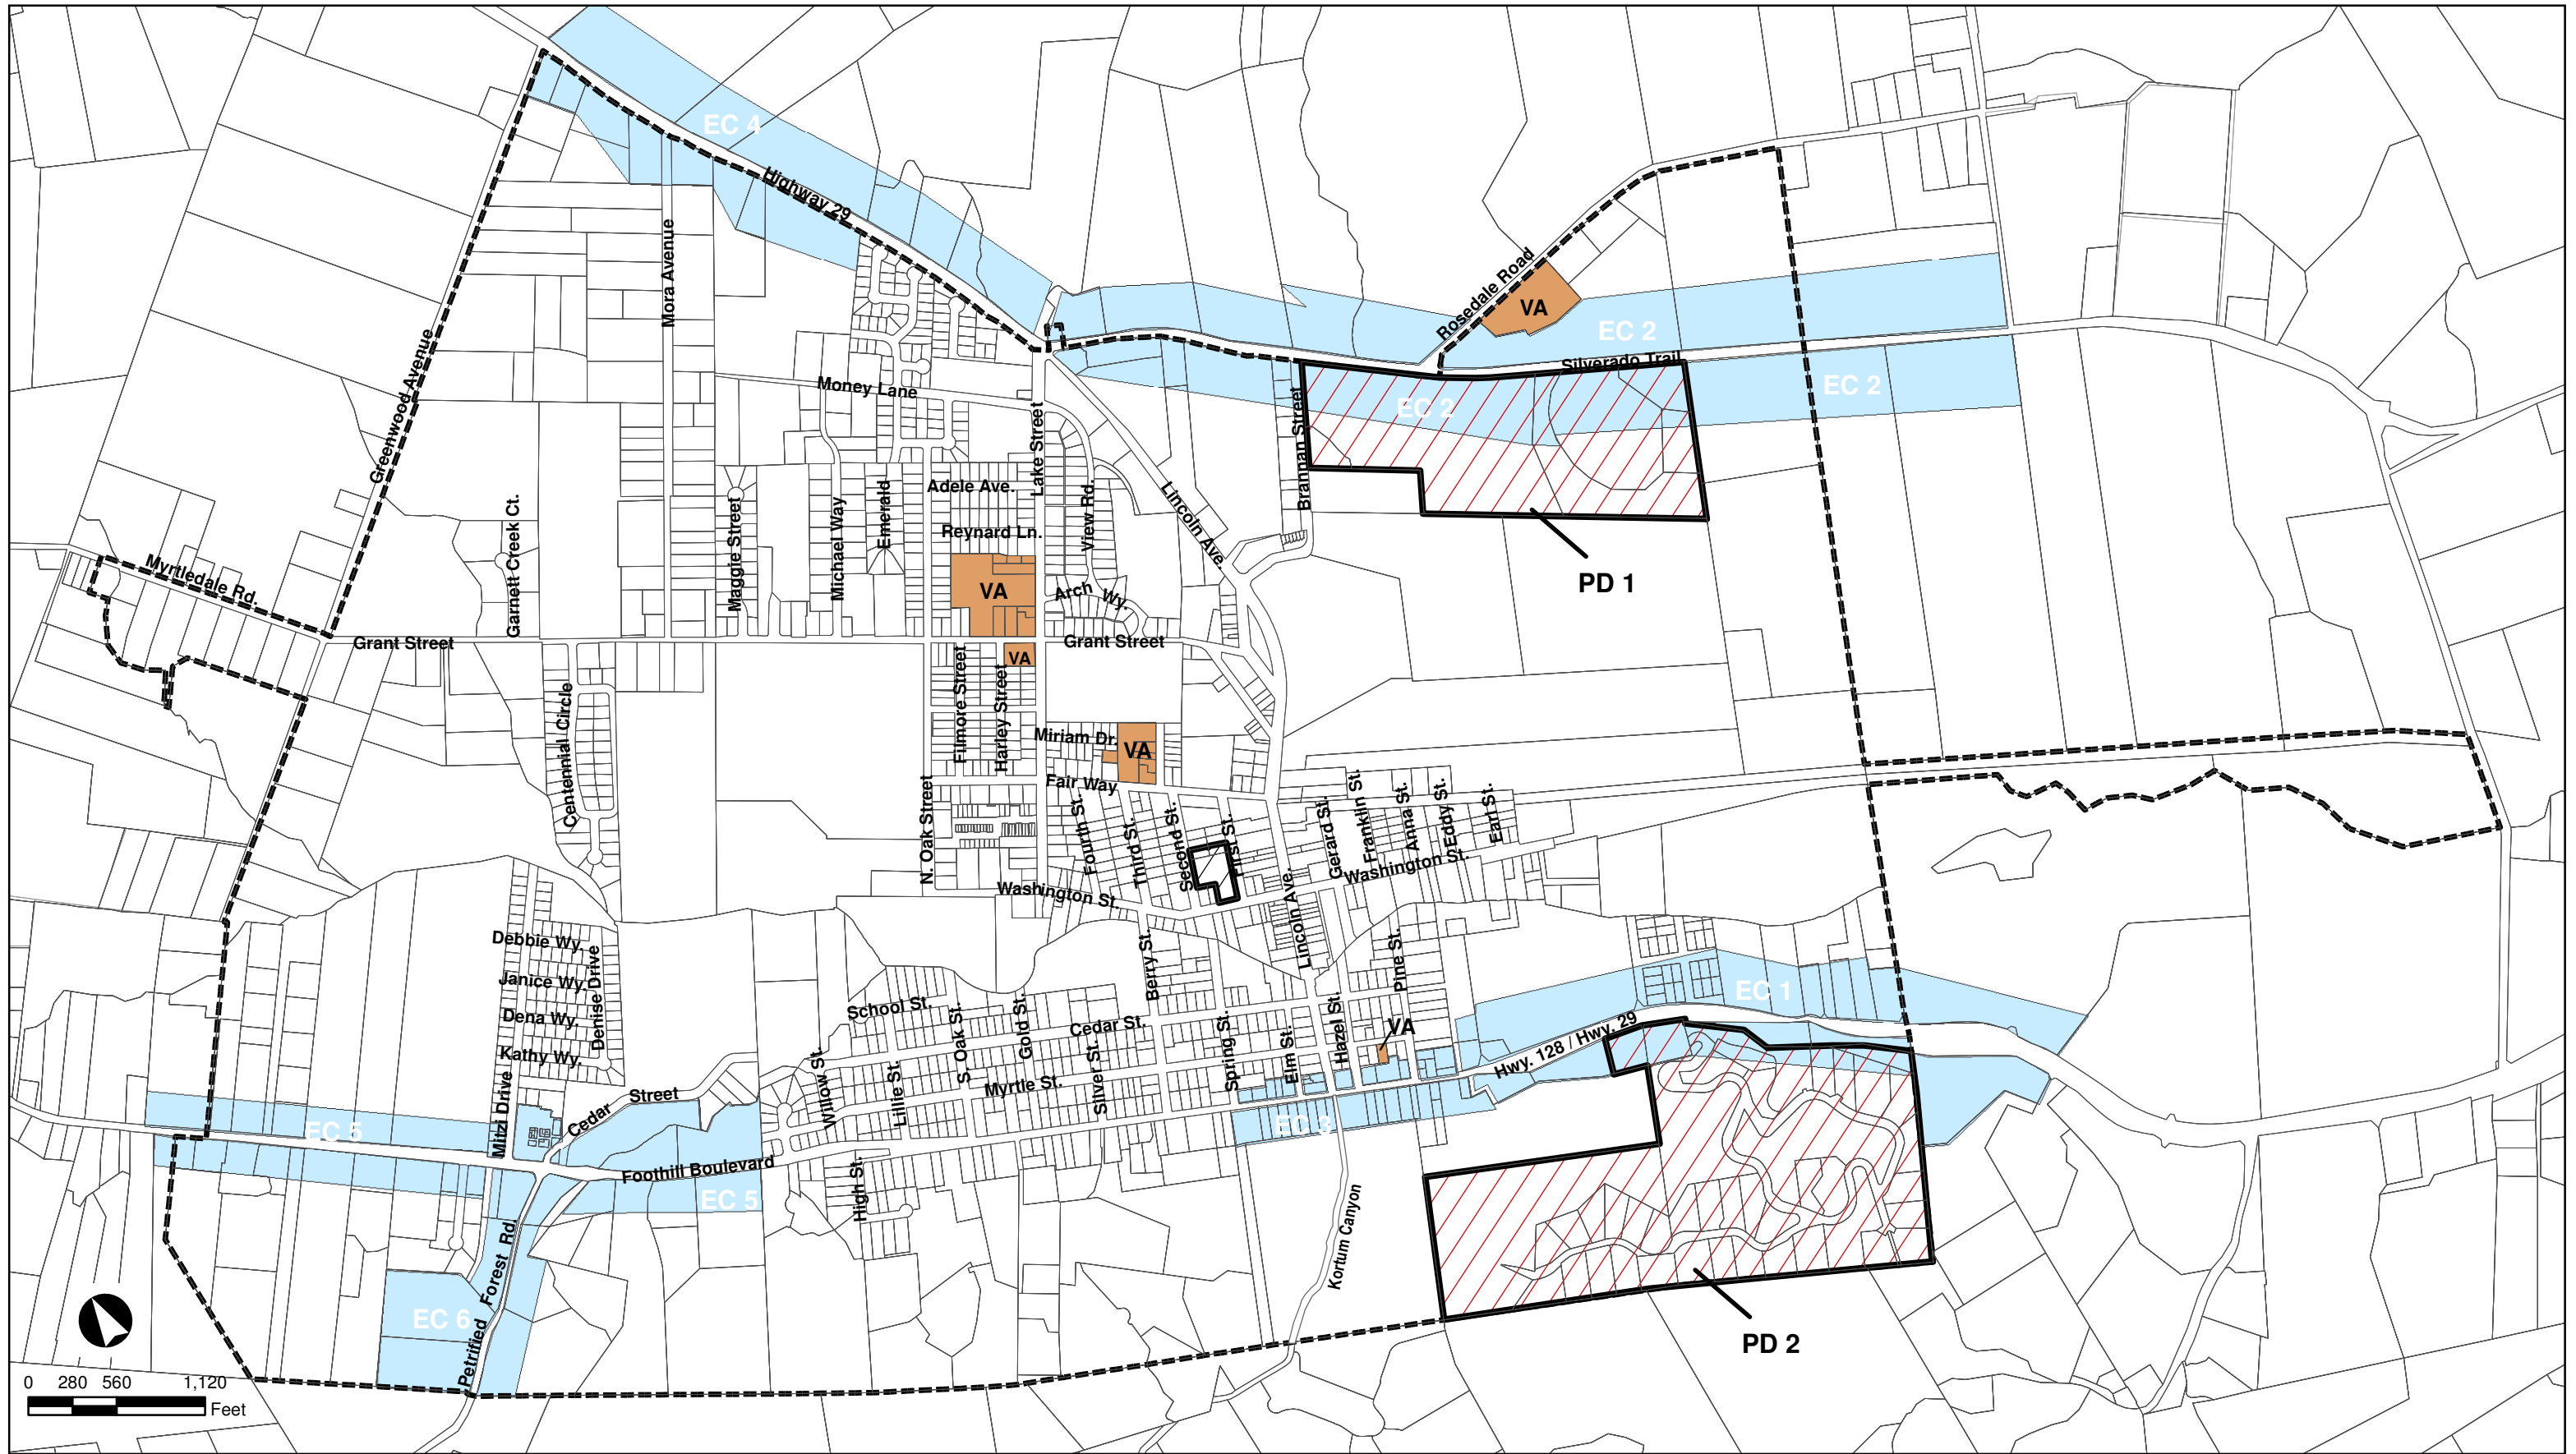 EC 4
Highway 29
Mora Avenue
Rosedale Road
VA
EC 2
Silverado Trail
EC 2
EC 2
Greenwood Avenue
Money Lane
Lake Street
Brannan Street
Lincoln Ave.
Adele Ave.
View Rd.
Emerald
Reynard Ln.
Michael Way
Maggie Street
Garnett Creek Ct.
Myrtledale Rd.
VA
Arch Wy.
PD 1
Grant Street
Grant Street
VA
Filmore Street
Harley Street
Centennial Circle
Miriam Dr.
VA
Fair Way
N. Oak Street
Fourth St.
Third St.
Second St.
First St.
Gerard St.
Franklin St.
Anna St.
Eddy St.
Earl St.
Washington St.
Washington St.
Lincoln Ave.
Debbie Wy.
Janice Wy.
Dena Wy.
Kathy Wy.
Denise Drive
Berry St.
Pine St.
EC 1
School St.
S. Oak St.
Gold St.
Cedar St.
Spring St.
Elm St.
Hazel St.
VA
Hwy. 128 / Hwy. 29
Willow St.
Lillie St.
Myrtle St.
Silver St.
Mitzi Drive
Cedar Street
EC 5
EC 3
Foothill Boulevard
EC 5
High St.
Kortum Canyon
Petrified Forest Rd.
EC 6
PD 2
0 280 560 1,120
Feet